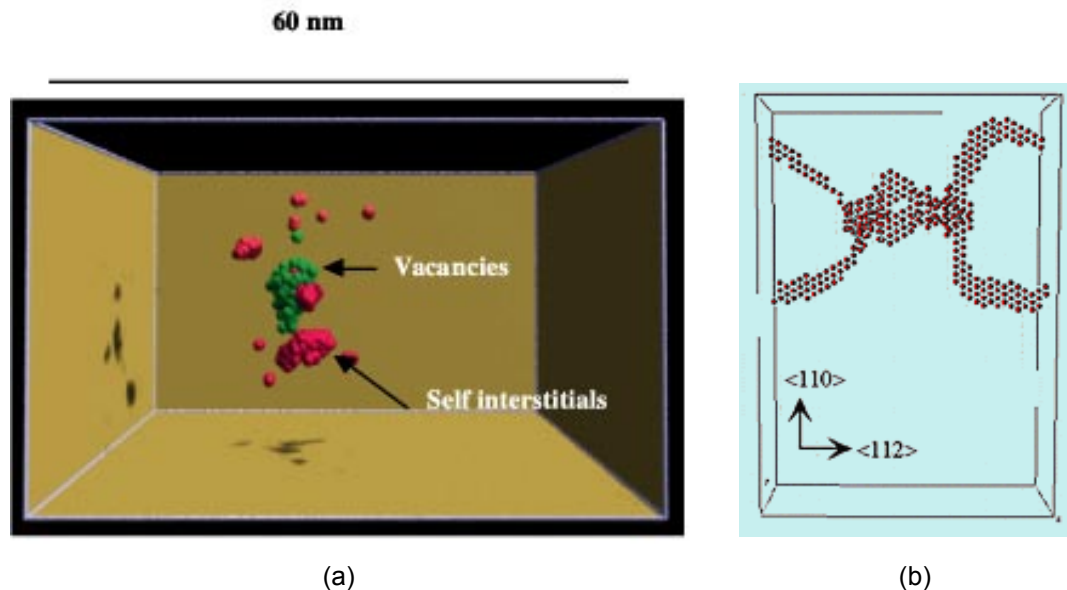 60 nm
Vacancies
Self interstitials
<110>
<112>
(a)
(b)